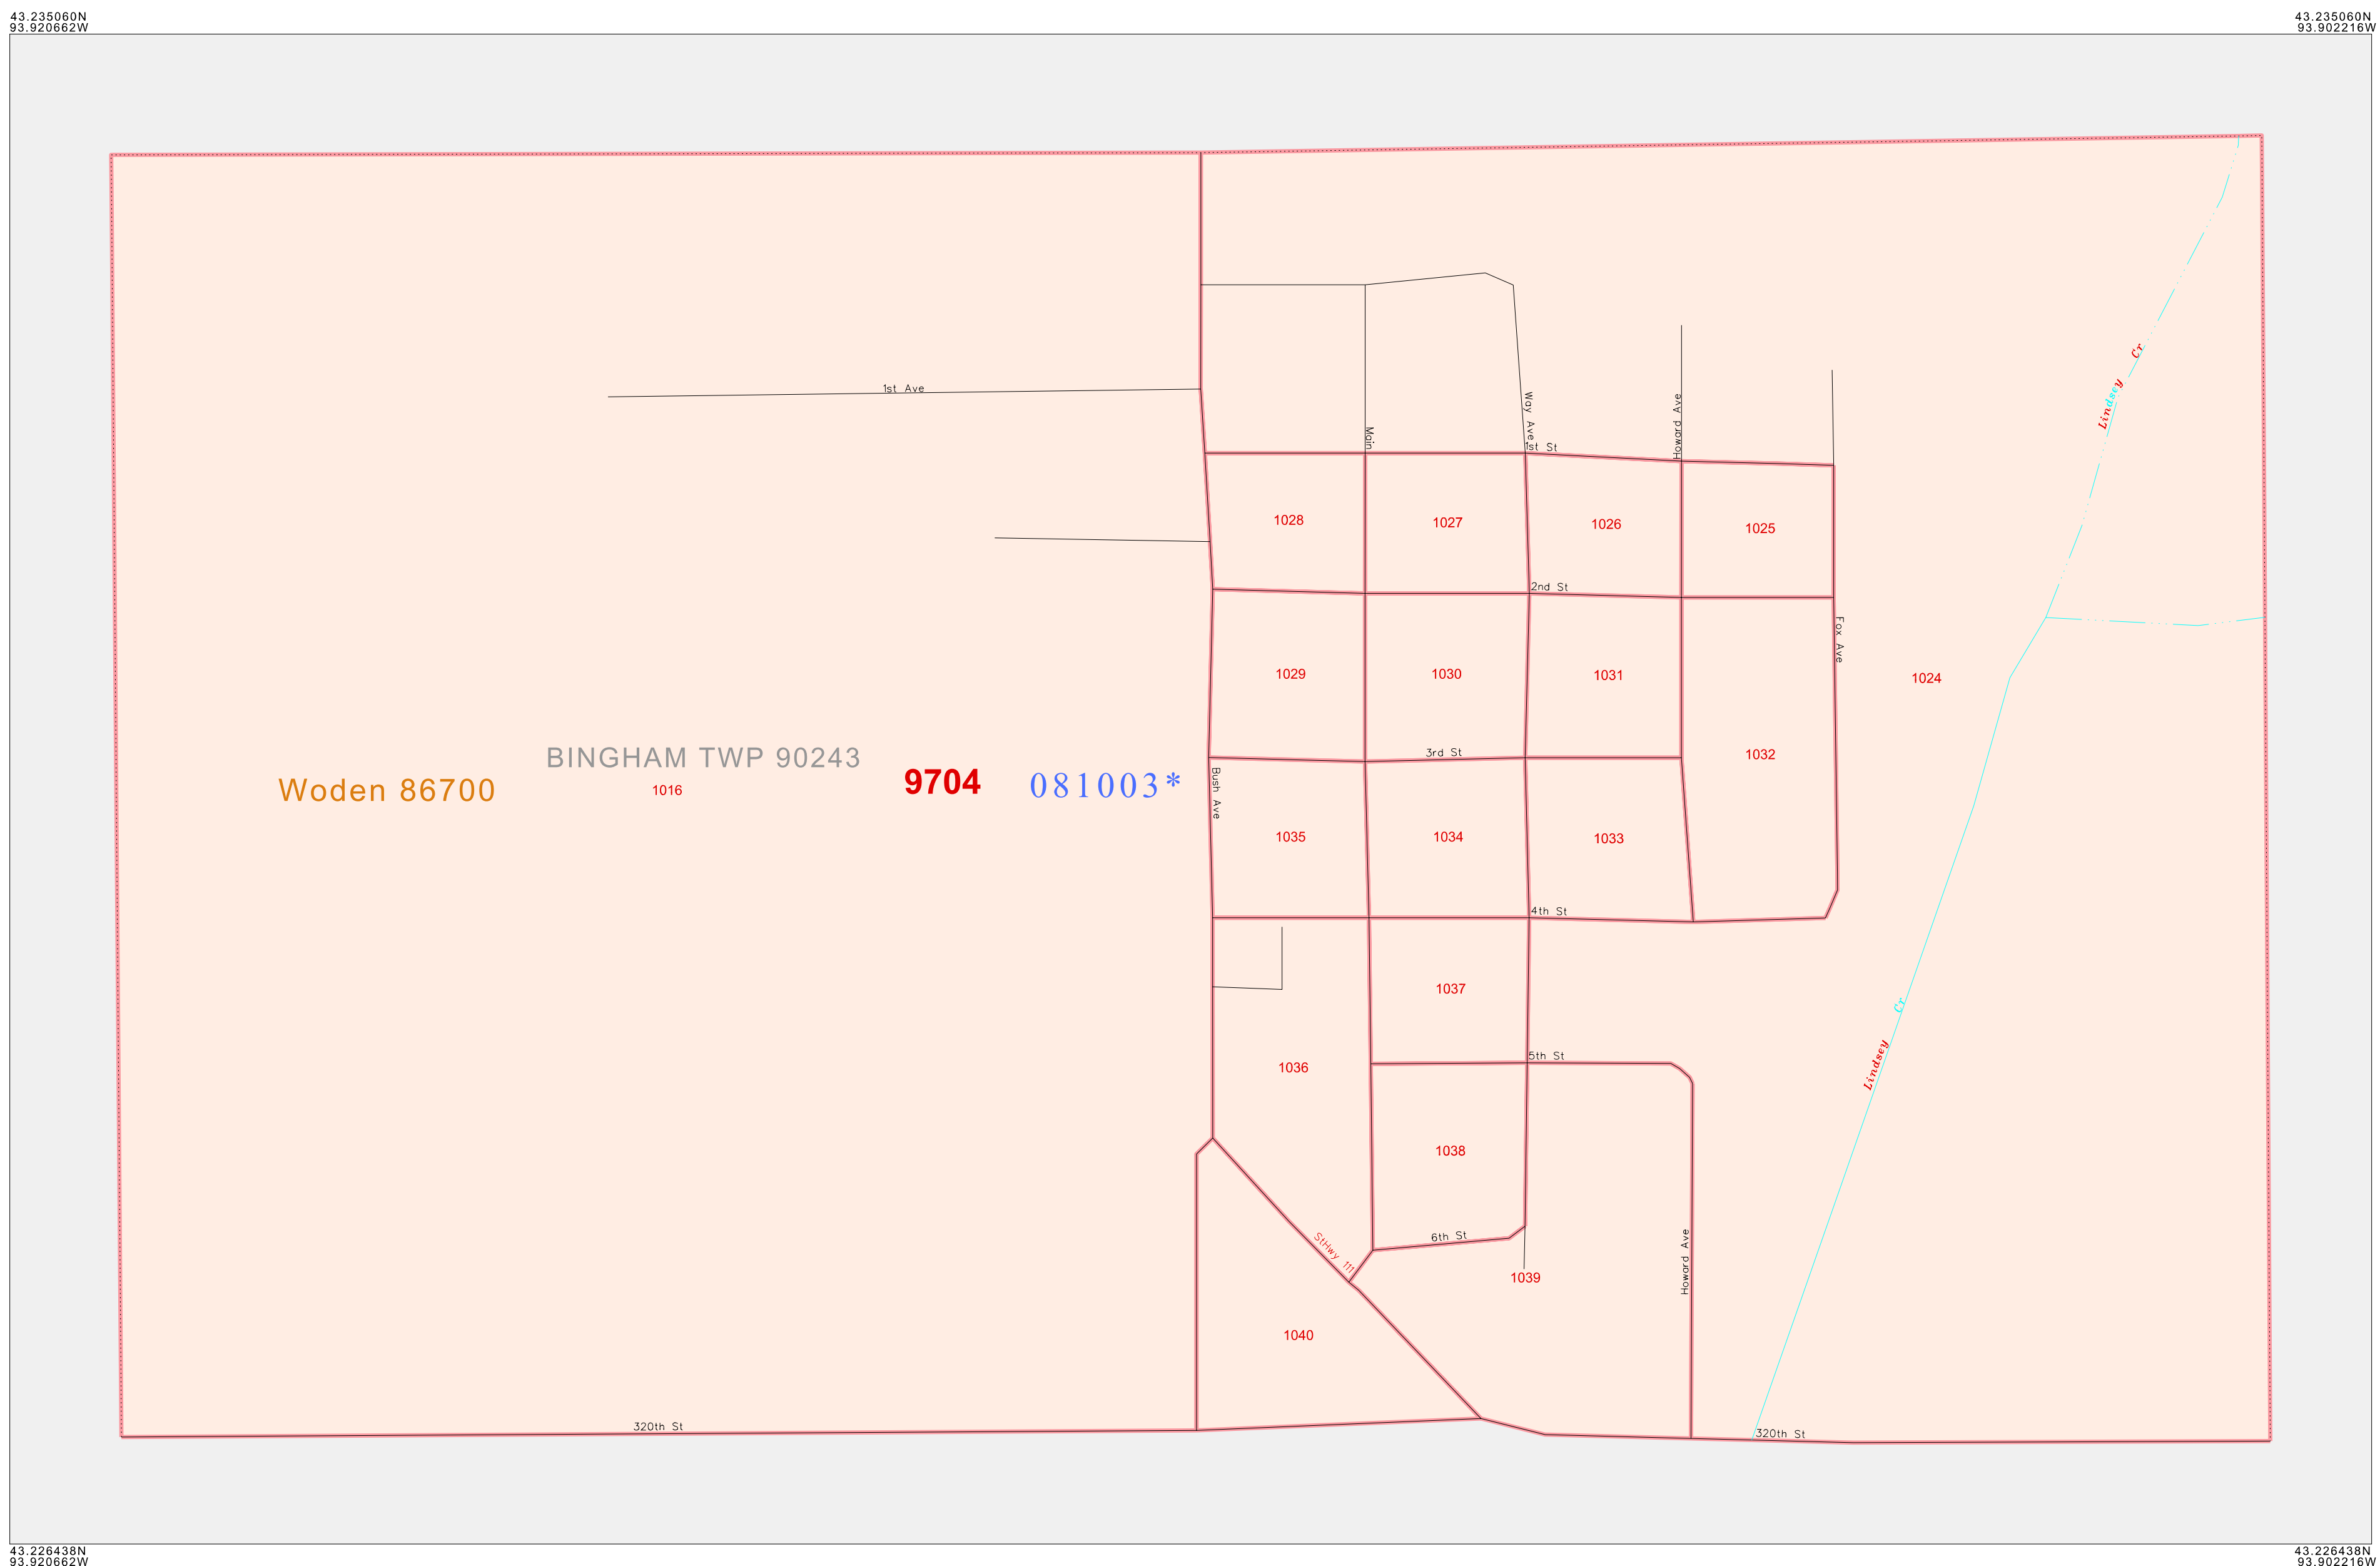 43.235060N
93.920662W
43.235060N
93.902216W
Lindsey Cr
1st Ave
Main
Way Ave
Howard Ave
1st St
1028
1027
1026
1025
2nd St
Fox Ave
1029
1030
1031
1024
3rd St
BINGHAM TWP 90243
1032
Woden 86700
1016
9704
081003*
Bush Ave
1035
1034
1033
4th St
1037
Lindsey Cr
5th St
1036
1038
6th St
StHwy 111
Howard Ave
1039
1040
320th St
320th St
43.226438N
93.920662W
43.226438N
93.902216W